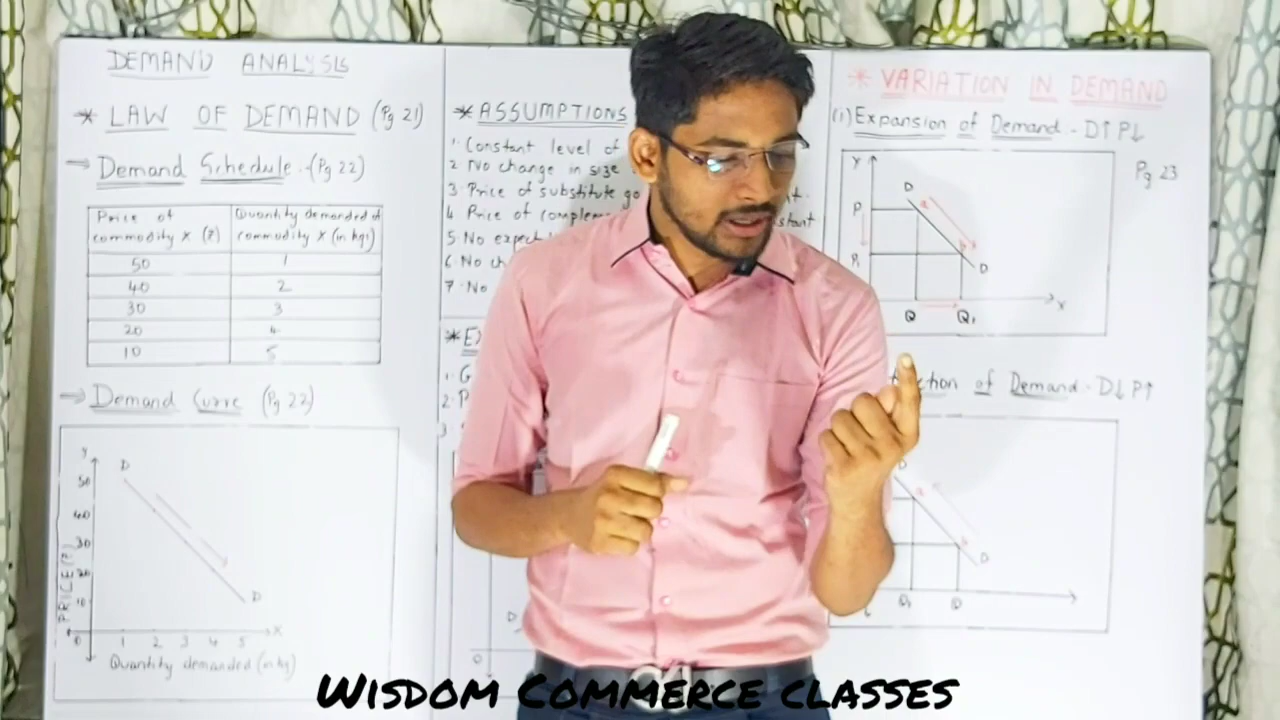 DEMAND ANALYSIS
* LAW OF DEMAND (Pg 21)
→ Demand Schedule - (Pg 22)
Price of commodity X (₹)
Quantity demanded of commodity X (in kgs)
50 1
40 2
30 3
20 4
10 5
→ Demand Curve (Pg 22)
Y
D
50
40
30
20
10
0
PRICE (₹)
D
1 2 3 4 5 X
Quantity demanded (in kg)
* ASSUMPTIONS
1. Constant level of
2 No change in size
3 Price of substitute go
4 Price of complem
5. No expect
6. No ch
7. No
* E
1. G
2. P
3
D
0
* VARIATION IN DEMAND
(i) Expansion of Demand:- D↑ P↓
Pg 23
Y
D
P
P1
D
Q Q1 X
ction of Demand - D↓ P↑
D
D
Q1 Q
WISDOM COMMERCE CLASSES